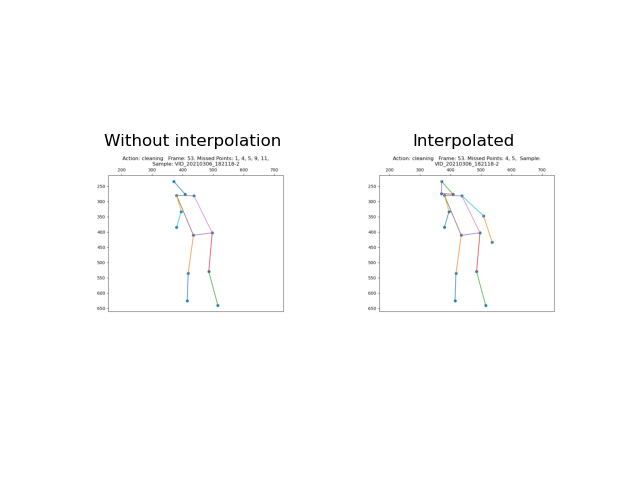 Without interpolation
Interpolated
Action: cleaning   Frame: 53. Missed Points: 1, 4, 5, 9, 11,
Sample: VID_20210306_182118-2
200 300 400 500 600 700
250
300
350
400
450
500
550
600
650
Action: cleaning   Frame: 53. Missed Points: 4, 5,   Sample:
VID_20210306_182118-2
200 300 400 500 600 700
250
300
350
400
450
500
550
600
650